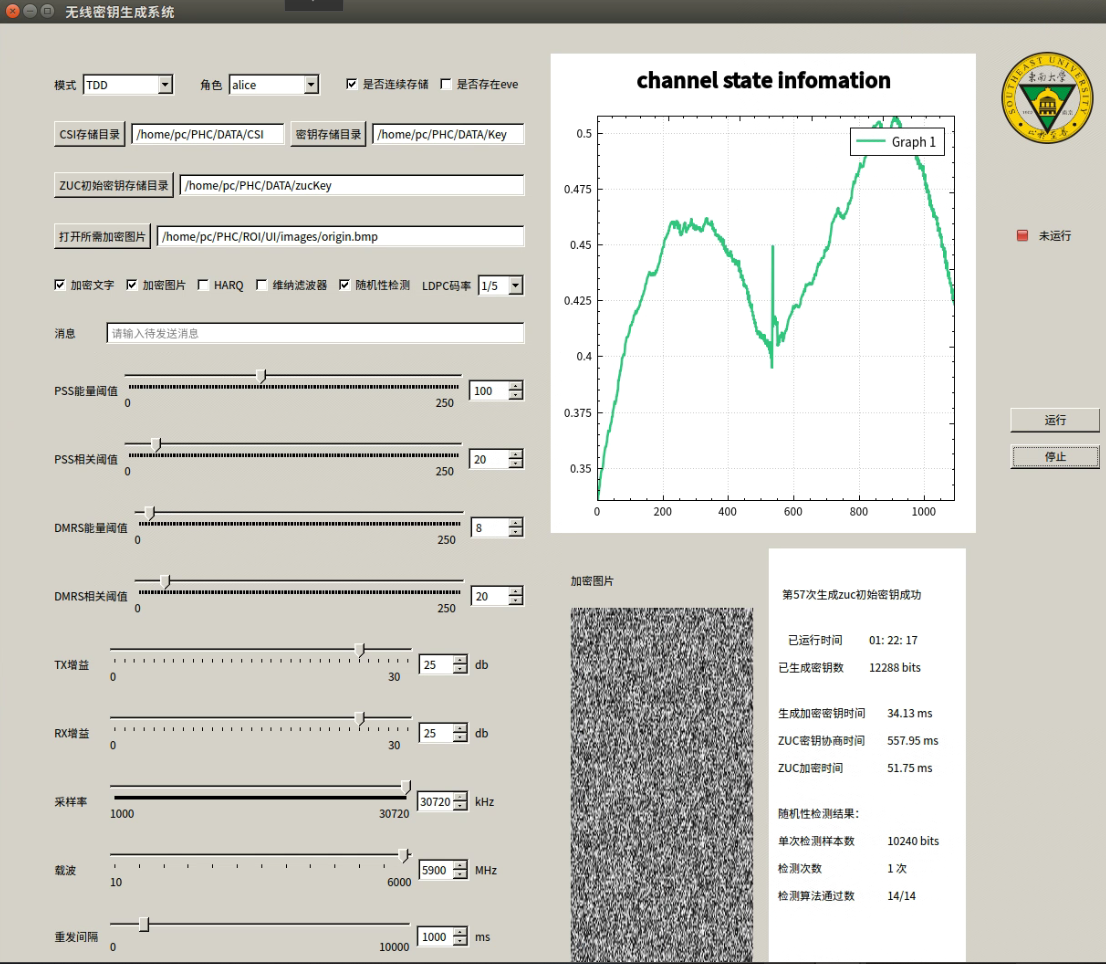 无线密钥生成系统
模式 TDD 角色 alice 是否连续存储 是否存在eve
CSI存储目录 /home/pc/PHC/DATA/CSI 密钥存储目录 /home/pc/PHC/DATA/Key
ZUC初始密钥存储目录 /home/pc/PHC/DATA/zucKey
打开所需加密图片 /home/pc/PHC/ROI/UI/images/origin.bmp
加密文字 加密图片 HARQ 维纳滤波器 随机性检测 LDPC码率 1/5
消息 请输入待发送消息
PSS能量阈值 100
0 250
PSS相关阈值 20
0 250
DMRS能量阈值 8
0 250
DMRS相关阈值 20
0 250
TX增益 25 db
0 30
RX增益 25 db
0 30
采样率 30720 kHz
1000 30720
载波 5900 MHz
10 6000
重发间隔 1000 ms
0 10000
channel state infomation
Graph 1
0.5
0.475
0.45
0.425
0.4
0.375
0.35
0 200 400 600 800 1000
SOUTHEAST UNIVERSITY
东南大学
未运行
运行
停止
加密图片
第57次生成zuc初始密钥成功
已运行时间 01: 22: 17
已生成密钥数 12288 bits
生成加密密钥时间 34.13 ms
ZUC密钥协商时间 557.95 ms
ZUC加密时间 51.75 ms
随机性检测结果：
单次检测样本数 10240 bits
检测次数 1 次
检测算法通过数 14/14